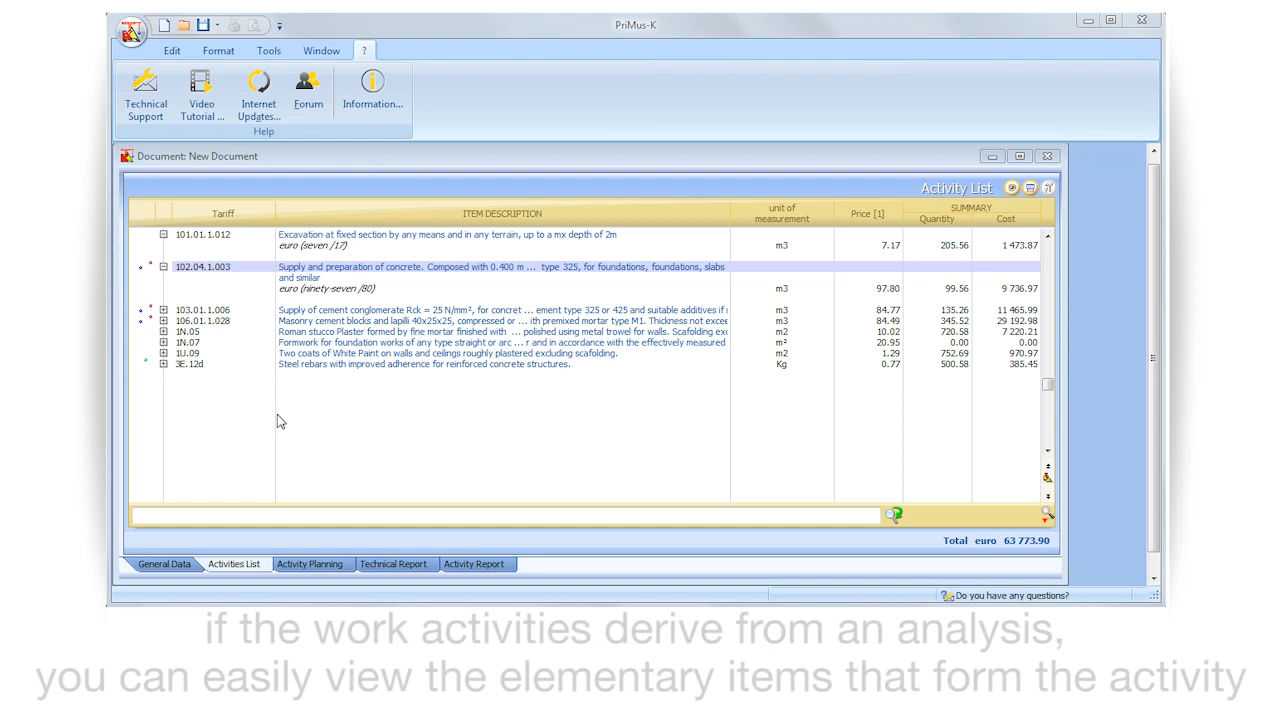 PriMus-K
Edit Format Tools Window ?
Technical Support
Video Tutorial ...
Internet Updates...
Forum
Information...
Help
Document: New Document
Activity List
Tariff ITEM DESCRIPTION unit of measurement Price [1] SUMMARY Quantity Cost
101.01.1.012 Excavation at fixed section by any means and in any terrain, up to a mx depth of 2m
euro (seven /17) m3 7.17 205.56 1 473.87
102.04.1.003 Supply and preparation of concrete. Composed with 0.400 m ... type 325, for foundations, foundations, slabs
and similar
euro (ninety-seven /80) m3 97.80 99.56 9 736.97
103.01.1.006 Supply of cement conglomerate Rck = 25 N/mm², for concret ... ement type 325 or 425 and suitable additives if m3 84.77 135.26 11 465.99
106.01.1.028 Masonry cement blocks and lapilli 40x25x25, compressed or ... ith premixed mortar type M1. Thickness not excee m3 84.49 345.52 29 192.98
1N.05 Roman stucco Plaster formed by fine mortar finished with ... polished using metal trowel for walls. Scafolding exc m2 10.02 720.58 7 220.21
1N.07 Formwork for foundation works of any type straight or arc ... r and in accordance with the effectively measured m² 20.95 0.00 0.00
1U.09 Two coats of White Paint on walls and ceilings roughly plastered excluding scafolding. m2 1.29 752.69 970.97
3E.12d Steel rebars with improved adherence for reinforced concrete structures. Kg 0.77 500.58 385.45
Total euro 63 773.90
General Data Activities List Activity Planning Technical Report Activity Report
Do you have any questions?
if the work activities derive from an analysis,
you can easily view the elementary items that form the activity